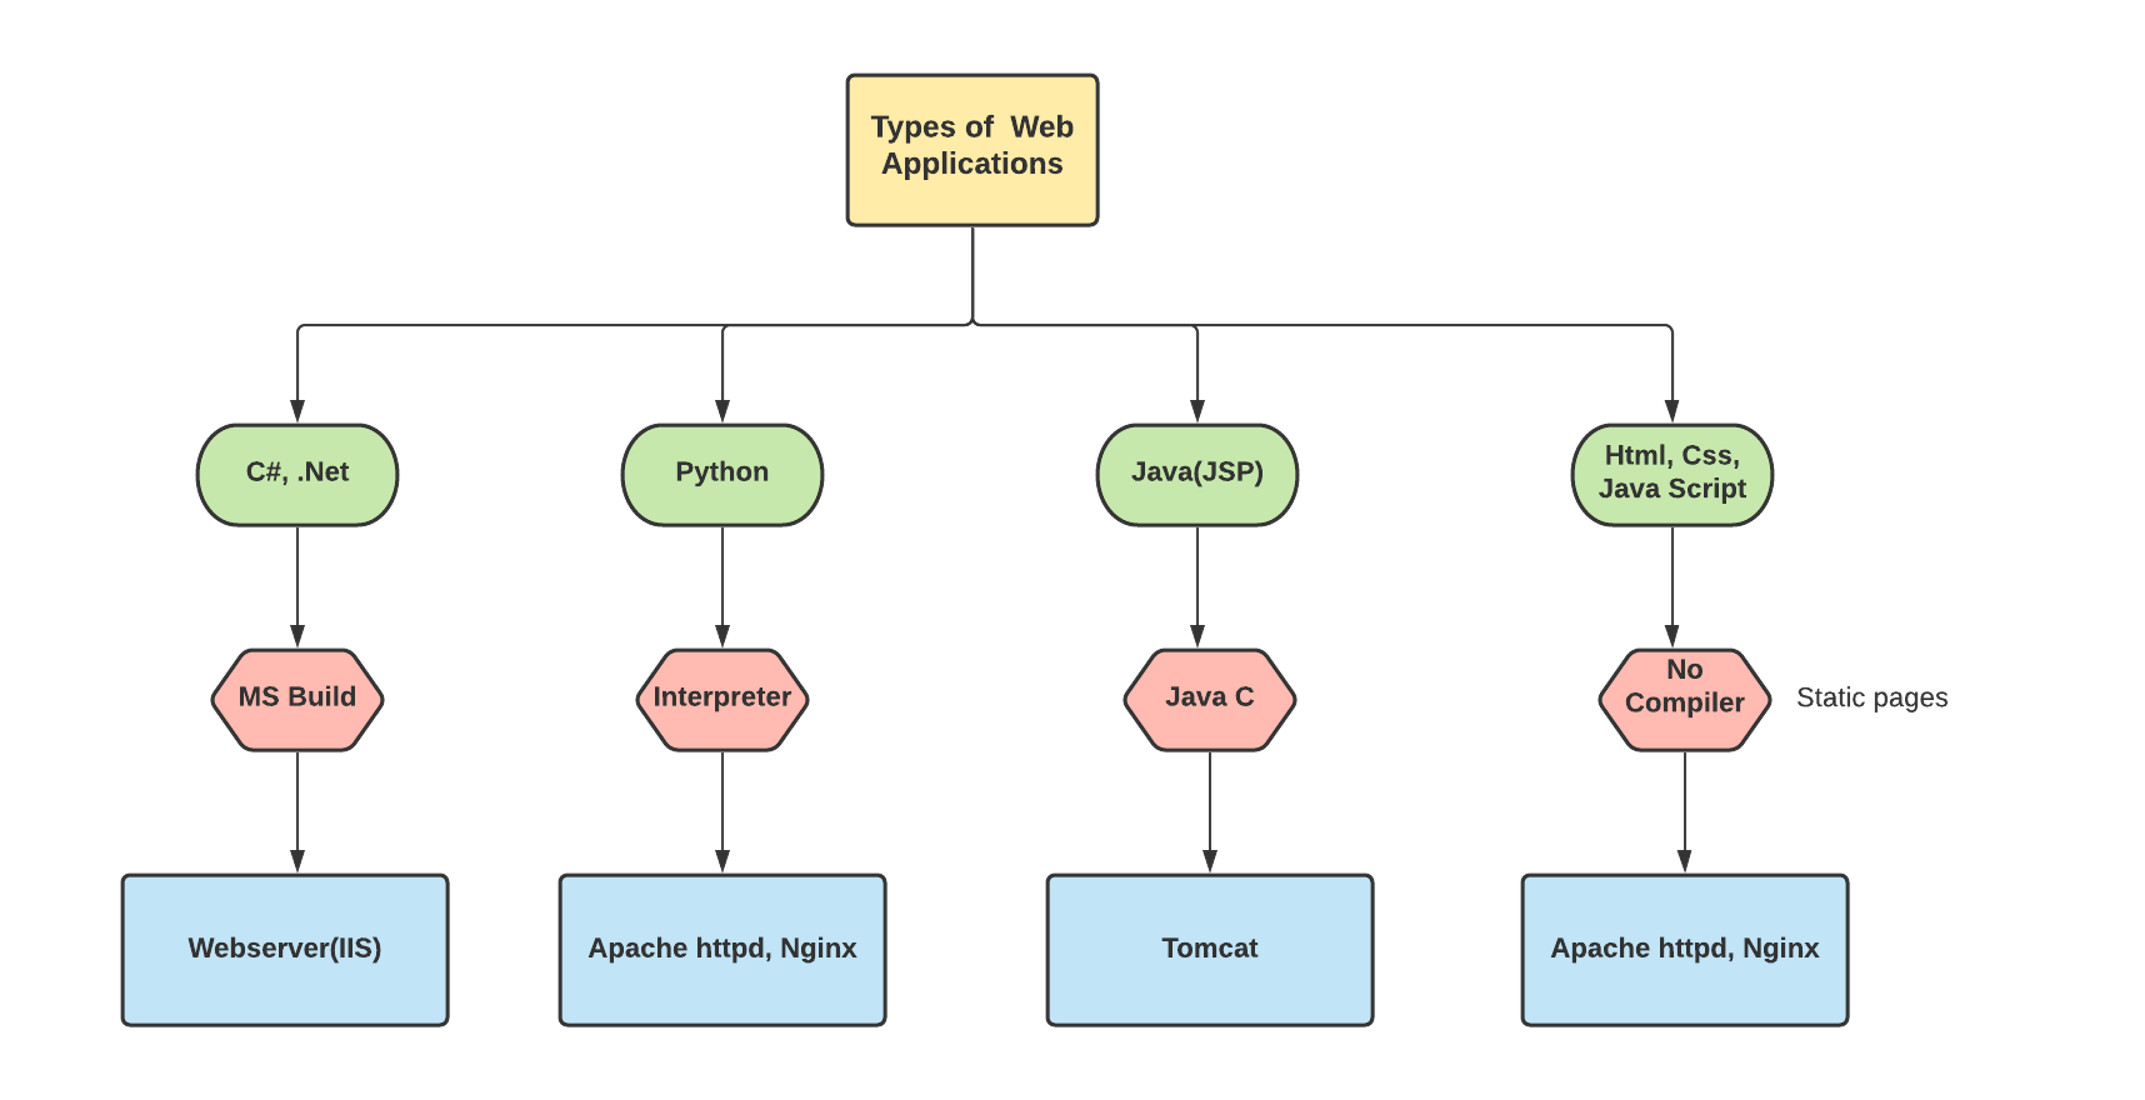 Types of Web
Applications
C#, .Net
Python
Java(JSP)
Html, Css,
Java Script
MS Build
Interpreter
Java C
No
Compiler
Static pages
Webserver(IIS)
Apache httpd, Nginx
Tomcat
Apache httpd, Nginx